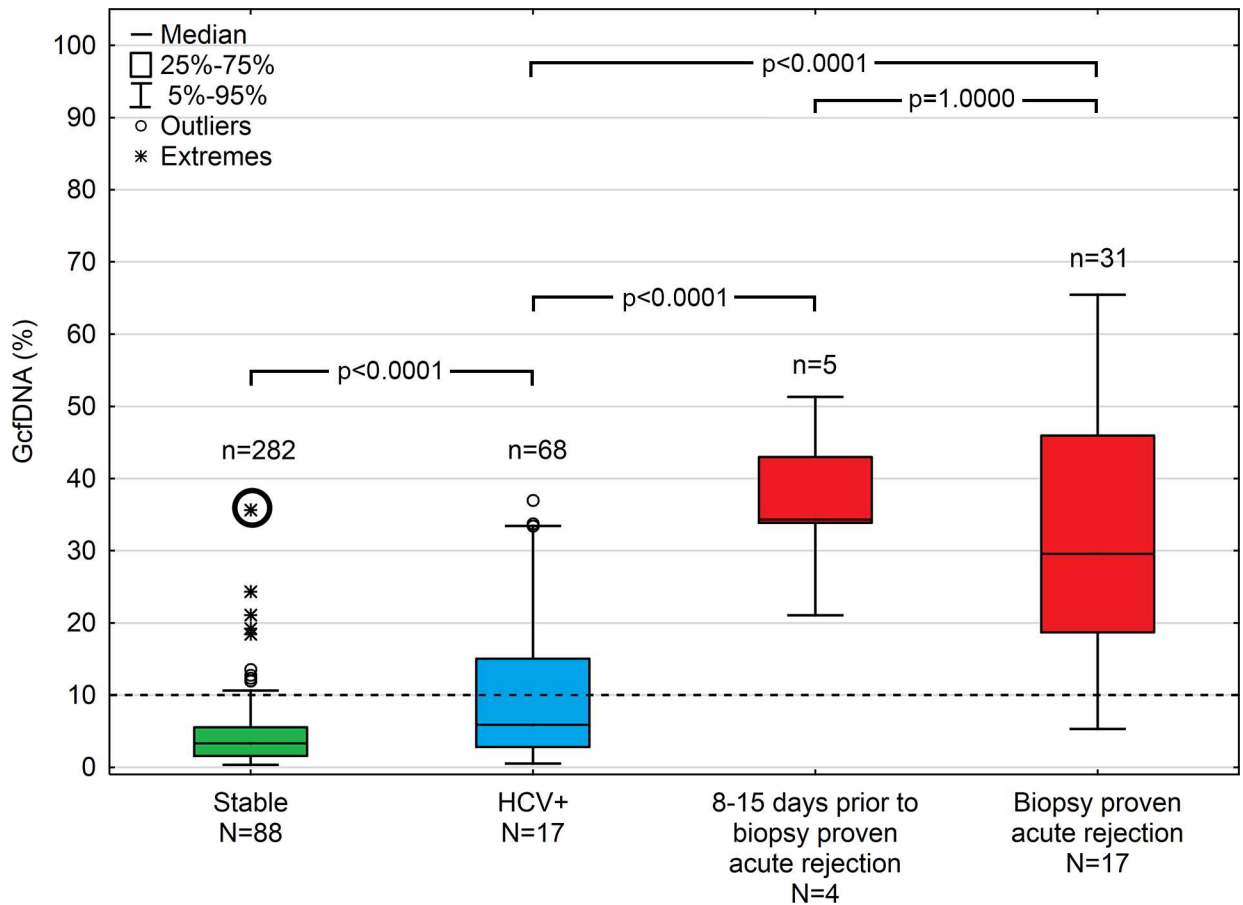 100
90
80
70
60
50
40
30
20
10
0
GcfDNA (%)
Median
25%-75%
5%-95%
Outliers
Extremes
p<0.0001
p=1.0000
p<0.0001
p<0.0001
n=282
n=68
n=5
n=31
Stable
N=88
HCV+
N=17
8-15 days prior to
biopsy proven
acute rejection
N=4
Biopsy proven
acute rejection
N=17